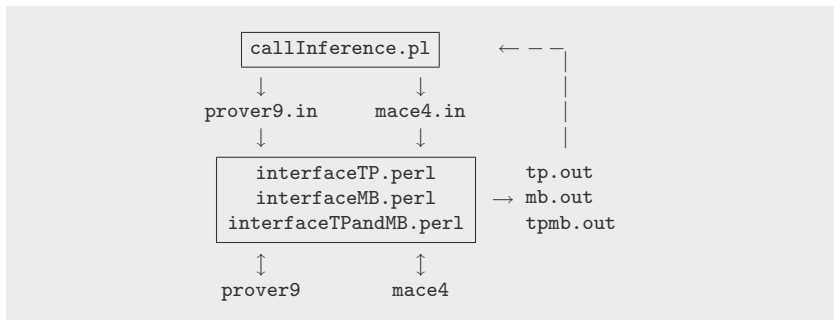 callInference.pl
prover9.in mace4.in
interfaceTP.perl
interfaceMB.perl
interfaceTPandMB.perl
tp.out
mb.out
tpmb.out
prover9 mace4